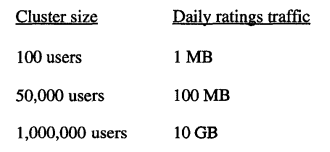 Cluster size Daily ratings traffic
100 users 1 MB
50,000 users 100 MB
1,000,000 users 10 GB